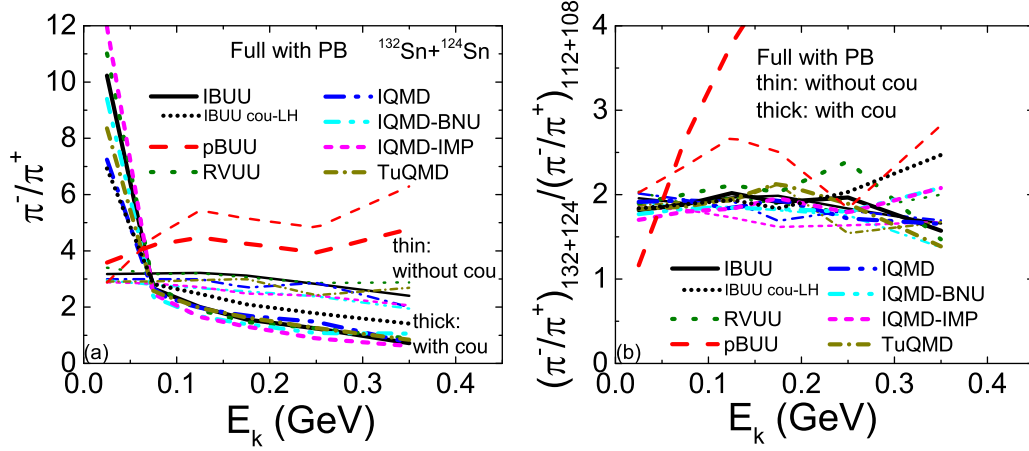 Full with PB
¹³²Sn+¹²⁴Sn
IBUU
IBUU cou-LH
pBUU
RVUU
IQMD
IQMD-BNU
IQMD-IMP
TuQMD
thin:
without cou
thick:
with cou
(a)
π⁻/π⁺
12
10
8
6
4
2
0
0.0
0.1
0.2
0.3
0.4
Eₖ (GeV)
Full with PB
thin: without cou
thick: with cou
IBUU
IBUU cou-LH
RVUU
pBUU
IQMD
IQMD-BNU
IQMD-IMP
TuQMD
(b)
(π⁻/π⁺)₁₃₂₊₁₂₄/(π⁻/π⁺)₁₁₂₊₁₀₈
4
3
2
1
0
0.0
0.1
0.2
0.3
0.4
Eₖ (GeV)